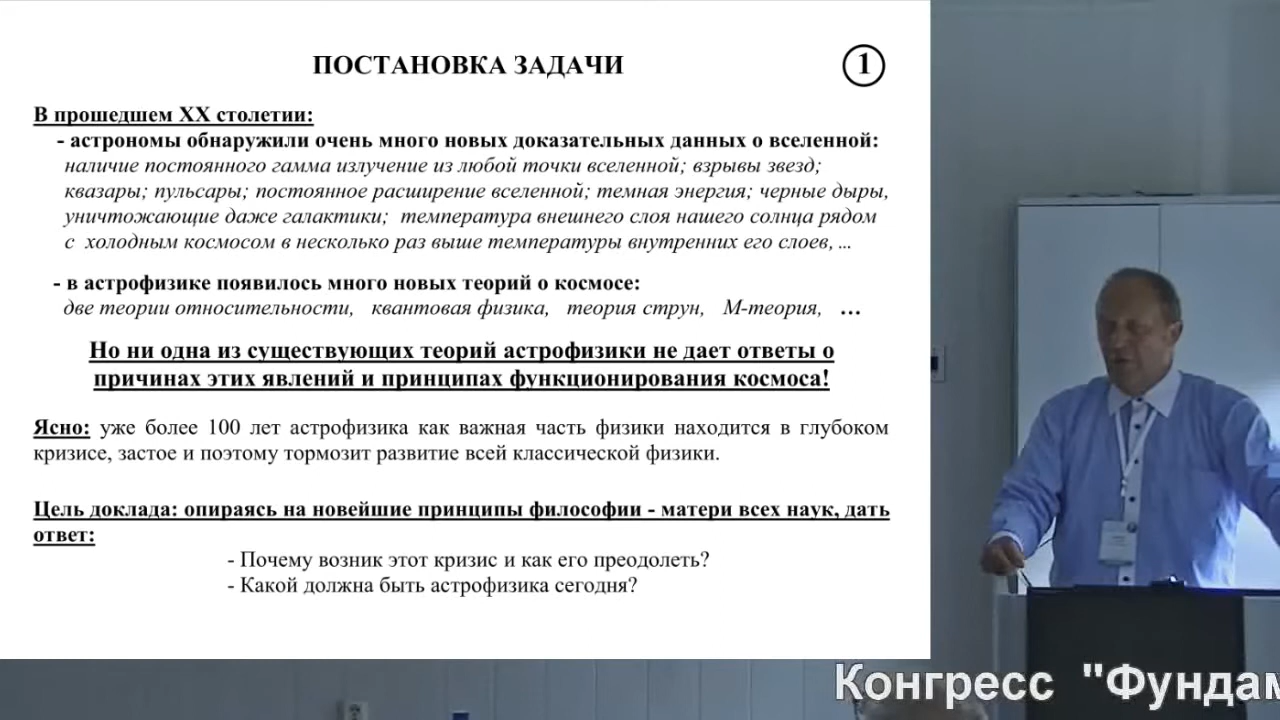 ПОСТАНОВКА ЗАДАЧИ
1
В прошедшем XX столетии:
- астрономы обнаружили очень много новых доказательных данных о вселенной:
наличие постоянного гамма излучение из любой точки вселенной; взрывы звезд;
квазары; пульсары; постоянное расширение вселенной; темная энергия; черные дыры,
уничтожающие даже галактики; температура внешнего слоя нашего солнца рядом
с холодным космосом в несколько раз выше температуры внутренних его слоев, ...
- в астрофизике появилось много новых теорий о космосе:
две теории относительности, квантовая физика, теория струн, М-теория, ...
Но ни одна из существующих теорий астрофизики не дает ответы о
причинах этих явлений и принципах функционирования космоса!
Ясно: уже более 100 лет астрофизика как важная часть физики находится в глубоком
кризисе, застое и поэтому тормозит развитие всей классической физики.
Цель доклада: опираясь на новейшие принципы философии - матери всех наук, дать
ответ:
- Почему возник этот кризис и как его преодолеть?
- Какой должна быть астрофизика сегодня?
Конгресс "Фундам